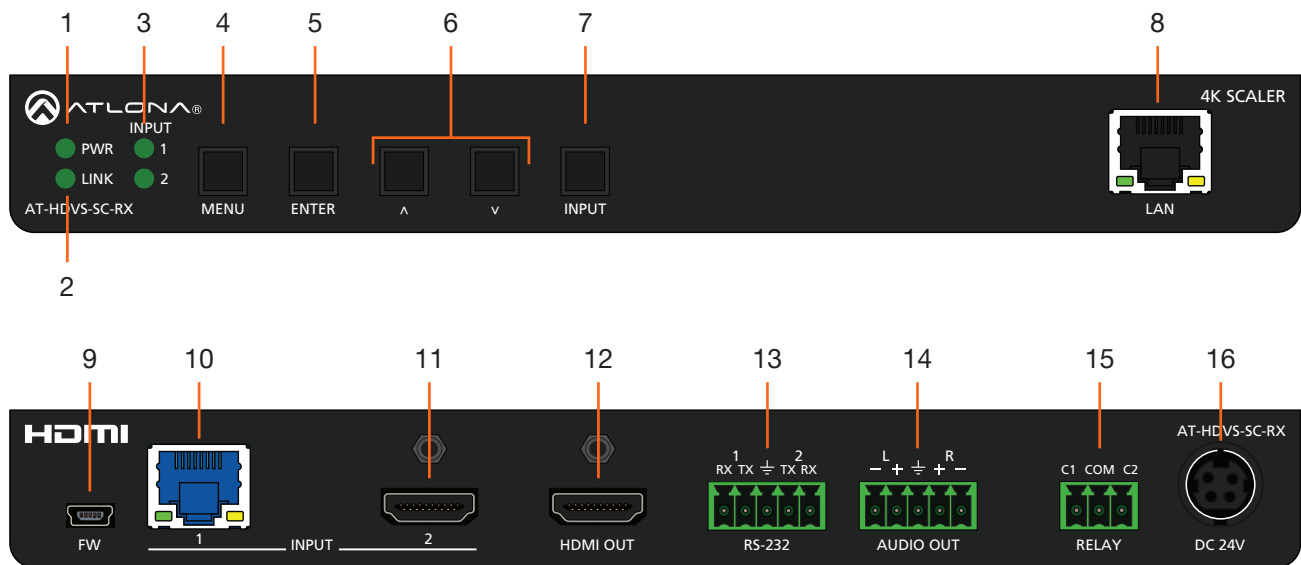 1 3 4 5 6 7 8
ATLONA®
4K SCALER
INPUT
PWR 1
LINK 2
AT-HDVS-SC-RX MENU ENTER ∧ ∨ INPUT LAN
2
9 10 11 12 13 14 15 16
HDMI
AT-HDVS-SC-RX
1 2 L R
RX TX ⏚ TX RX − + ⏚ + − C1 COM C2
FW 1 INPUT 2 HDMI OUT RS-232 AUDIO OUT RELAY DC 24V